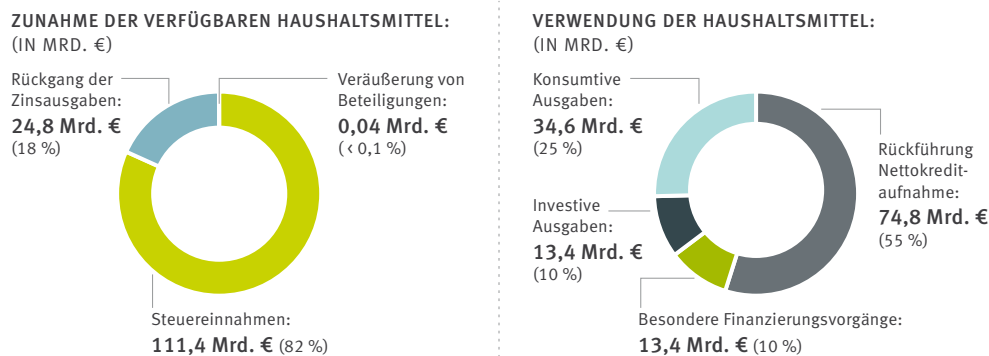 ZUNAHME DER VERFÜGBAREN HAUSHALTSMITTEL:
(IN MRD. €)
Rückgang der
Zinsausgaben:
24,8 Mrd. €
(18 %)
Veräußerung von
Beteiligungen:
0,04 Mrd. €
(‹ 0,1 %)
Steuereinnahmen:
111,4 Mrd. € (82 %)
VERWENDUNG DER HAUSHALTSMITTEL:
(IN MRD. €)
Konsumtive
Ausgaben:
34,6 Mrd. €
(25 %)
Rückführung
Nettokredit-
aufnahme:
74,8 Mrd. €
(55 %)
Investive
Ausgaben:
13,4 Mrd. €
(10 %)
Besondere Finanzierungsvorgänge:
13,4 Mrd. € (10 %)